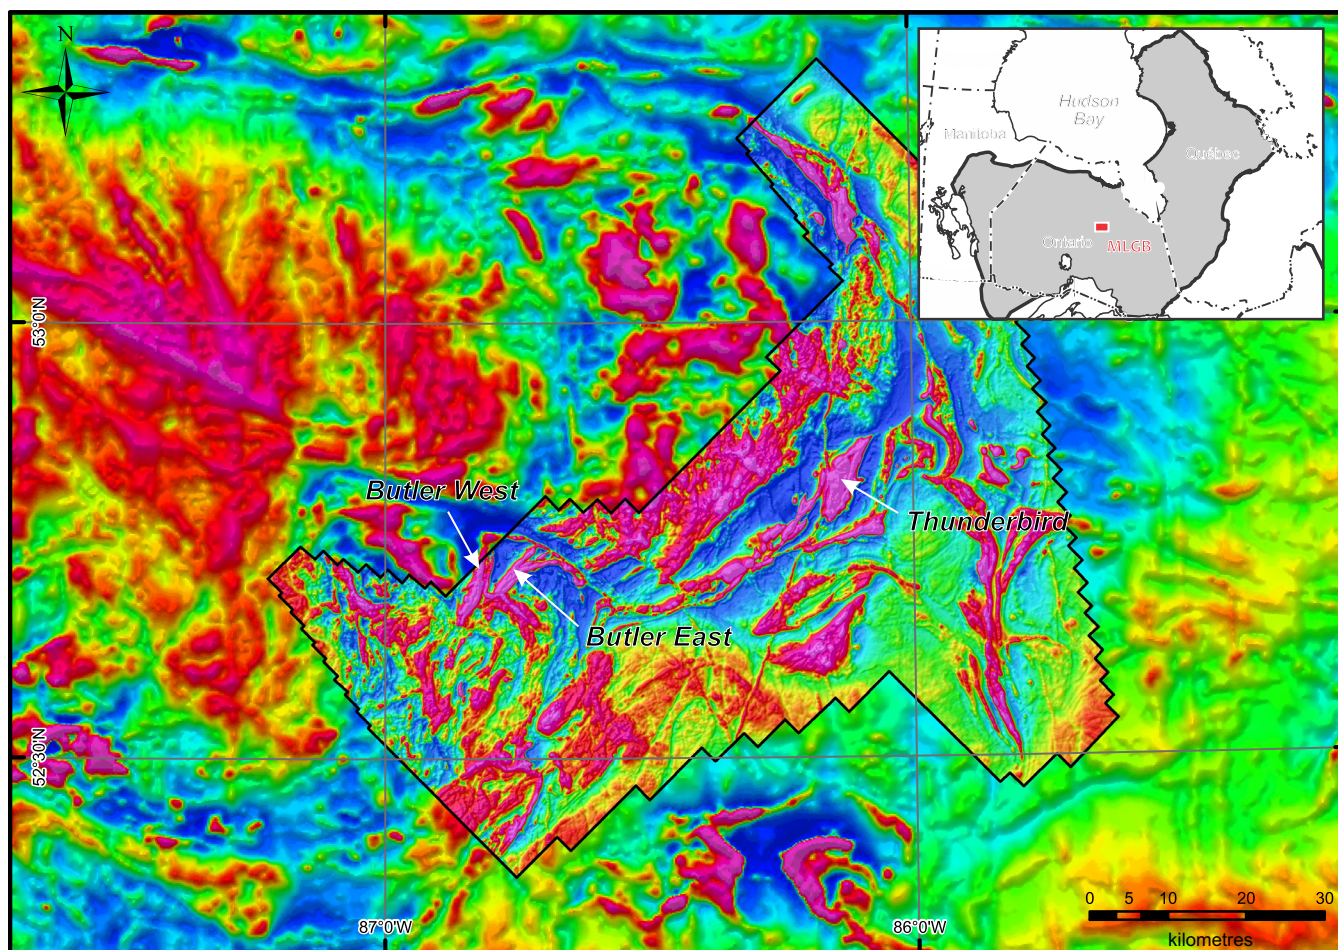 N
Hudson
Bay
Manitoba
Québec
Ontario
MLGB
53°0'N
Butler West
Thunderbird
Butler East
52°30'N
87°0'W
86°0'W
0 5 10 20 30
kilometres